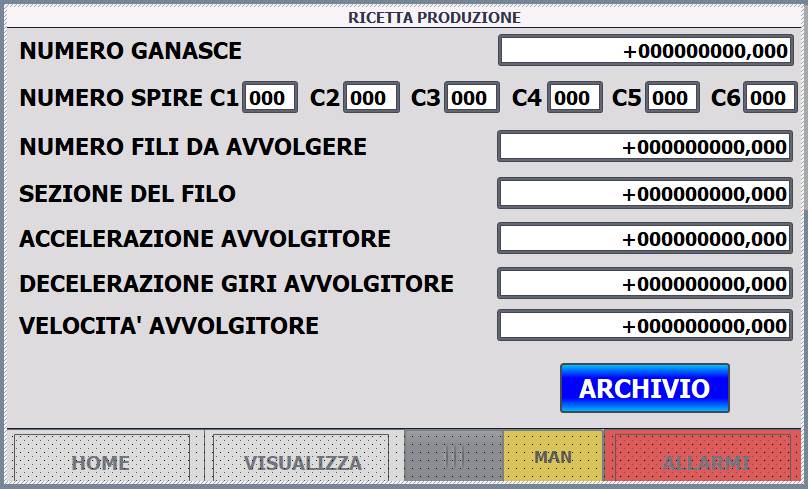 RICETTA PRODUZIONE
NUMERO GANASCE +000000000,000
NUMERO SPIRE C1 000 C2 000 C3 000 C4 000 C5 000 C6 000
NUMERO FILI DA AVVOLGERE +000000000,000
SEZIONE DEL FILO +000000000,000
ACCELERAZIONE AVVOLGITORE +000000000,000
DECELERAZIONE GIRI AVVOLGITORE +000000000,000
VELOCITA' AVVOLGITORE +000000000,000
ARCHIVIO
HOME VISUALIZZA III MAN ALLARMI